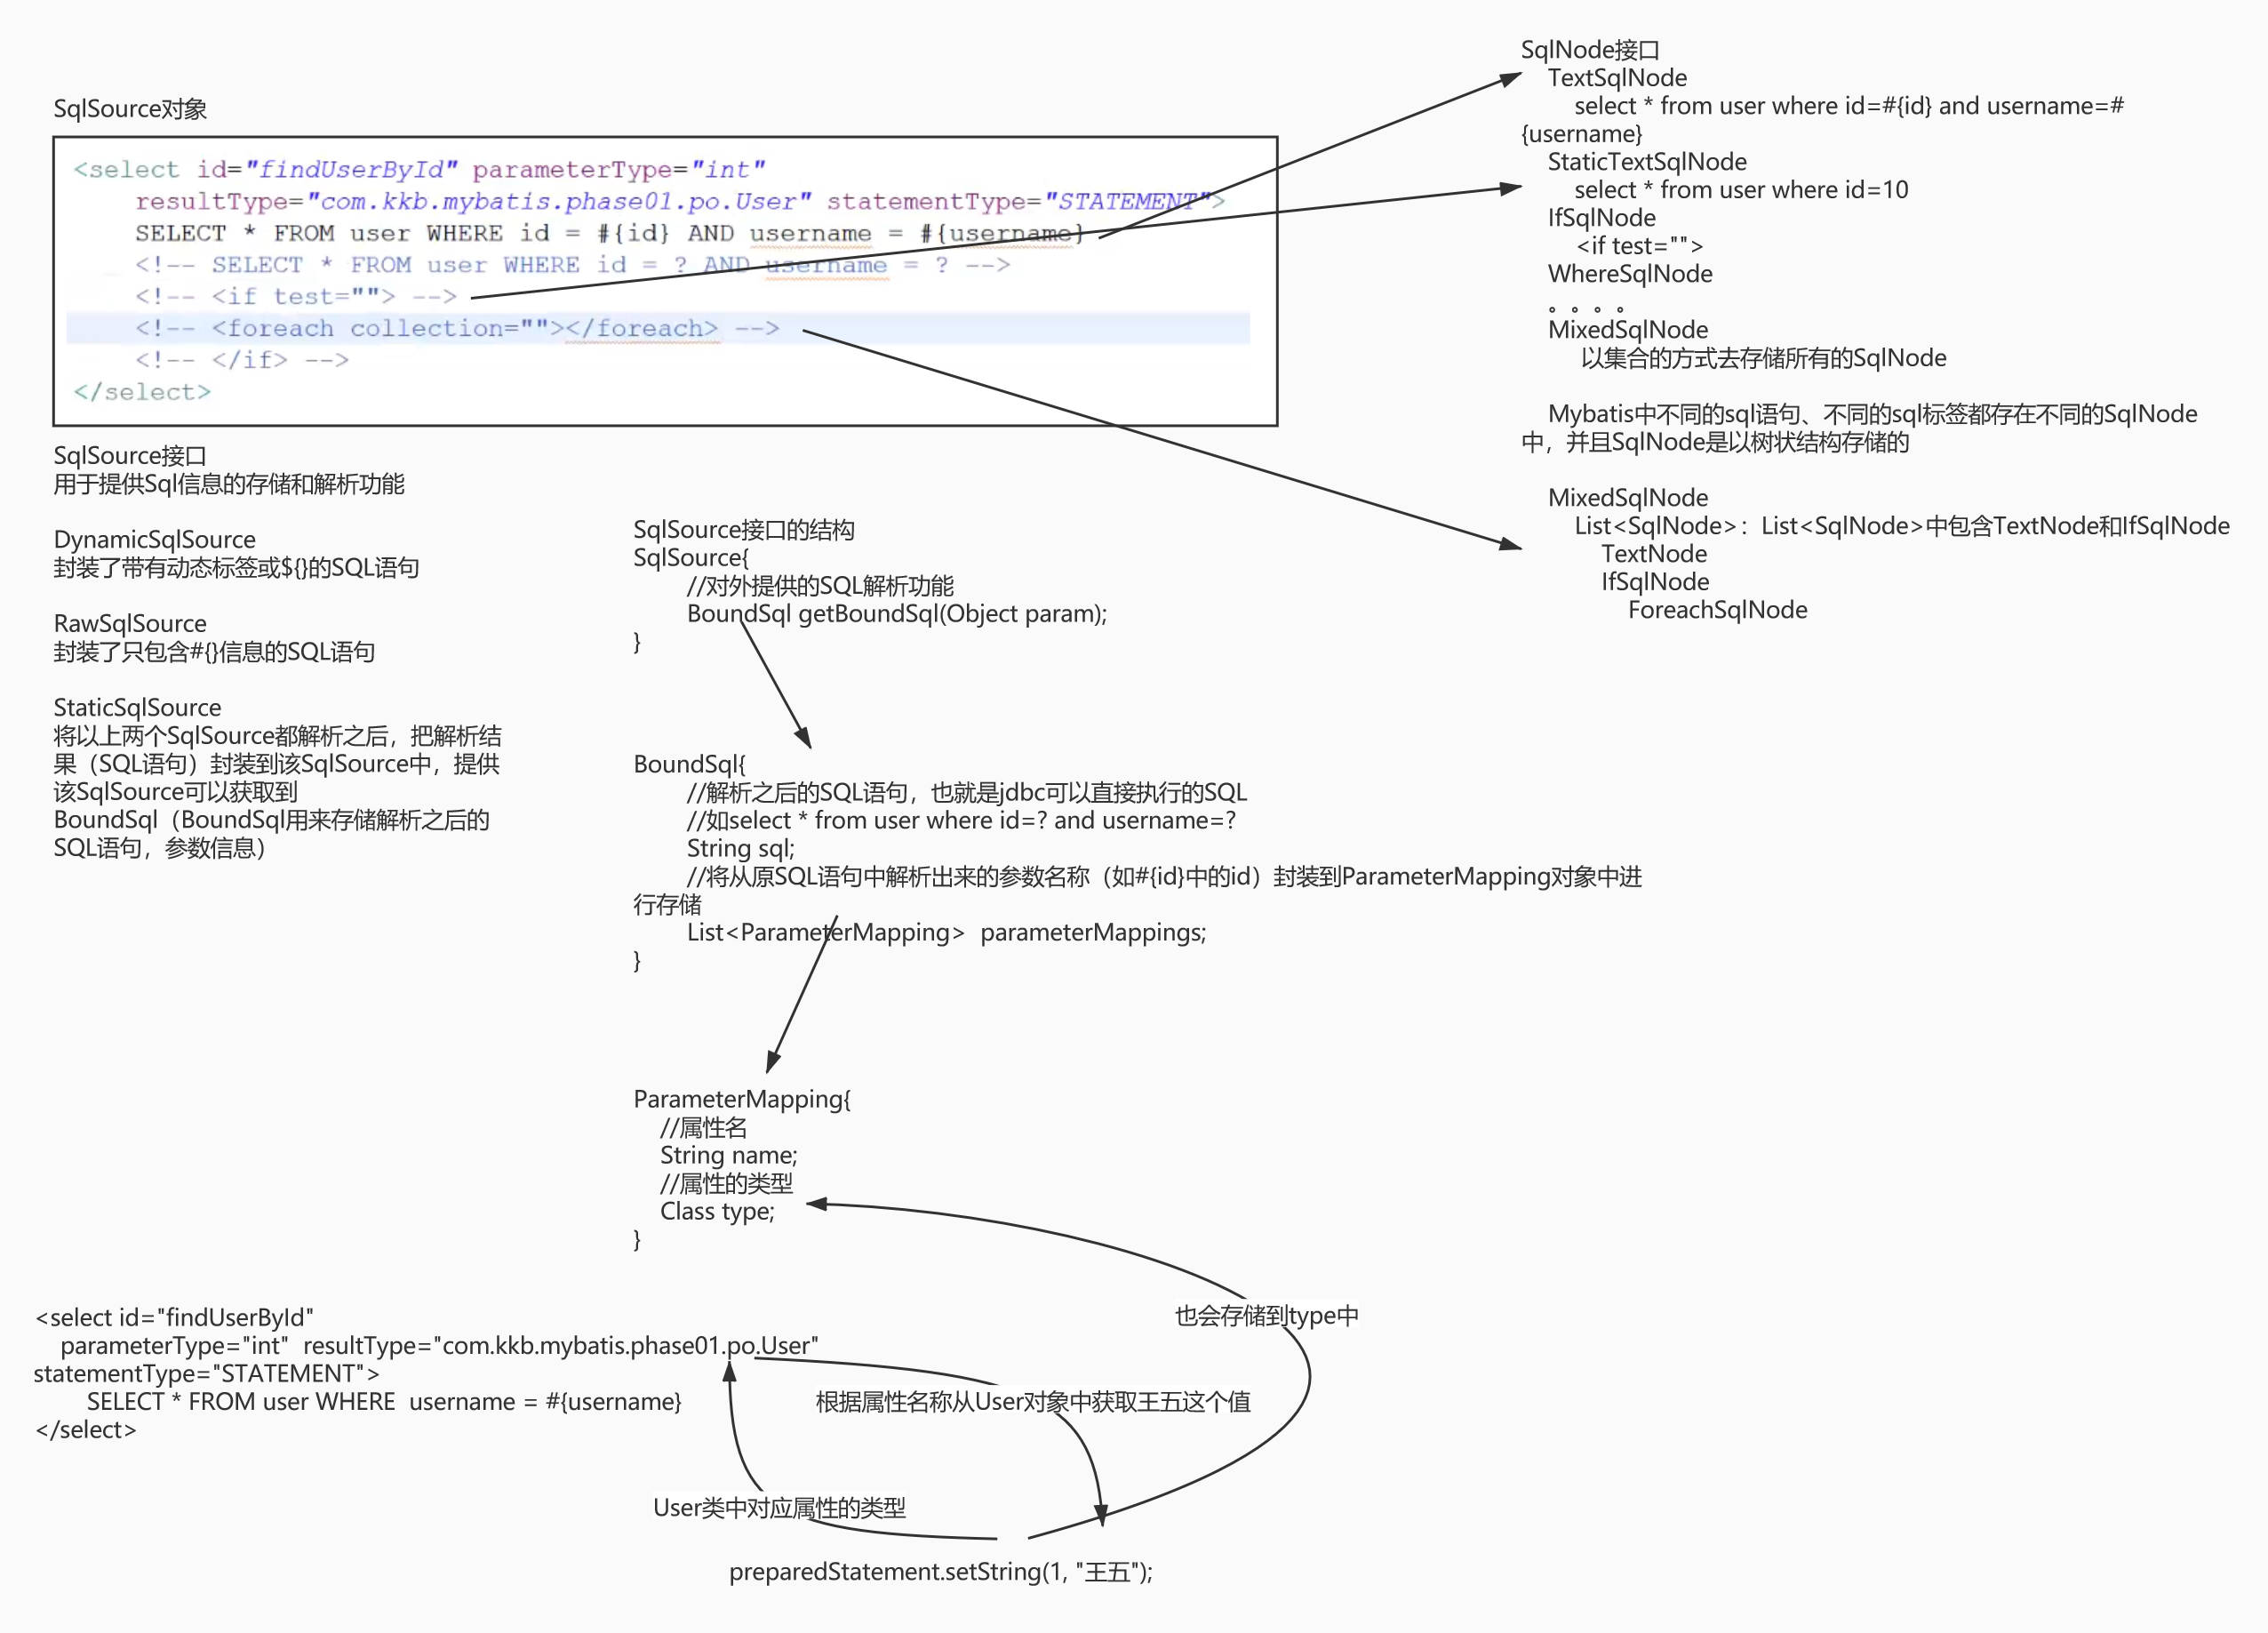 SqlSource对象
<select id="findUserById" parameterType="int"
resultType="com.kkb.mybatis.phase01.po.User" statementType="STATEMENT">
SELECT * FROM user WHERE id = #{id} AND username = #{username}
<!-- SELECT * FROM user WHERE id = ? AND username = ? -->
<!-- <if test=""> -->
<!-- <foreach collection=""></foreach> -->
<!-- </if> -->
</select>
SqlSource接口
用于提供Sql信息的存储和解析功能
DynamicSqlSource
封装了带有动态标签或${}的SQL语句
RawSqlSource
封装了只包含#{}信息的SQL语句
StaticSqlSource
将以上两个SqlSource都解析之后，把解析结
果（SQL语句）封装到该SqlSource中，提供
该SqlSource可以获取到
BoundSql（BoundSql用来存储解析之后的
SQL语句，参数信息）
SqlNode接口
TextSqlNode
select * from user where id=#{id} and username=#
{username}
StaticTextSqlNode
select * from user where id=10
IfSqlNode
<if test="">
WhereSqlNode
。。。。
MixedSqlNode
以集合的方式去存储所有的SqlNode
Mybatis中不同的sql语句、不同的sql标签都存在不同的SqlNode
中，并且SqlNode是以树状结构存储的
MixedSqlNode
List<SqlNode>：List<SqlNode>中包含TextNode和IfSqlNode
TextNode
IfSqlNode
ForeachSqlNode
SqlSource接口的结构
SqlSource{
//对外提供的SQL解析功能
BoundSql getBoundSql(Object param);
}
BoundSql{
//解析之后的SQL语句，也就是jdbc可以直接执行的SQL
//如select * from user where id=? and username=?
String sql;
//将从原SQL语句中解析出来的参数名称（如#{id}中的id）封装到ParameterMapping对象中进
行存储
List<ParameterMapping>  parameterMappings;
}
ParameterMapping{
//属性名
String name;
//属性的类型
Class type;
}
<select id="findUserById"
parameterType="int"  resultType="com.kkb.mybatis.phase01.po.User"
statementType="STATEMENT">
SELECT * FROM user WHERE  username = #{username}
</select>
也会存储到type中
根据属性名称从User对象中获取王五这个值
User类中对应属性的类型
preparedStatement.setString(1, "王五");